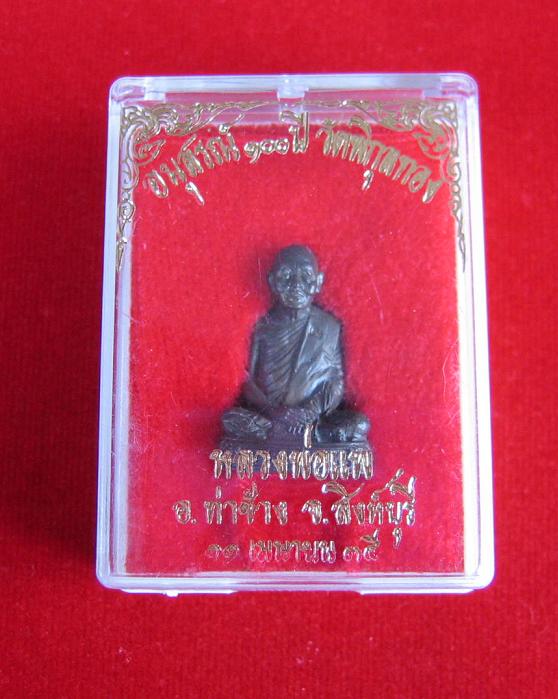 อนุสรณ์ ๑๐๐ ปี วัดพิกุลทอง
หลวงพ่อแพ
อ. ท่าช้าง จ. สิงห์บุรี
๑๑ เมษายน ๓๕